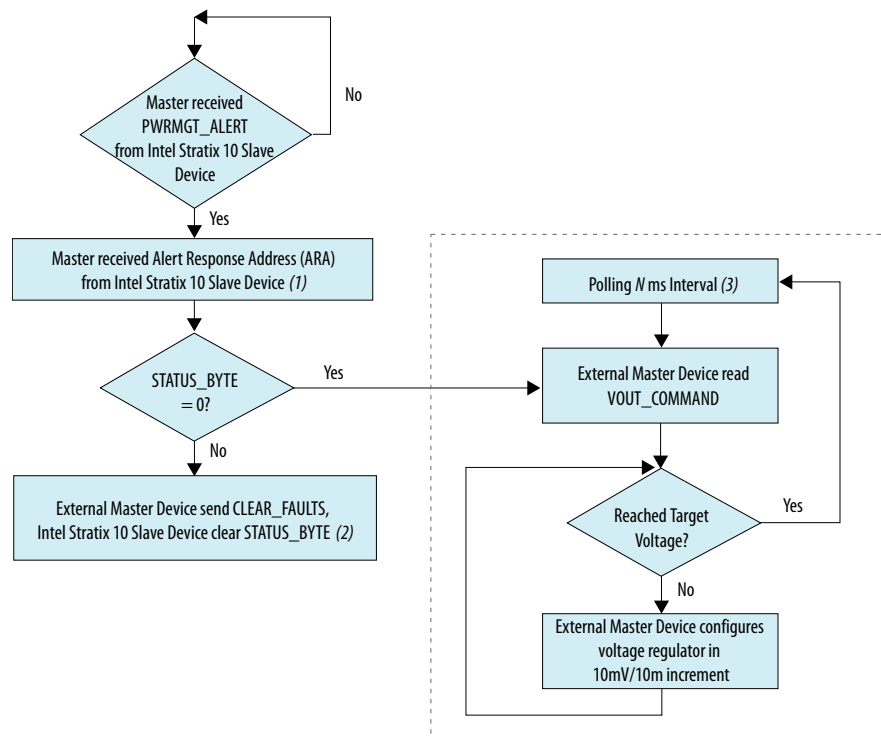 Master received
PWRMGT_ALERT
from Intel Stratix 10 Slave
Device
No
Yes
Master received Alert Response Address (ARA)
from Intel Stratix 10 Slave Device (1)
STATUS_BYTE
= 0?
Yes
No
External Master Device send CLEAR_FAULTS,
Intel Stratix 10 Slave Device clear STATUS_BYTE (2)
Polling N ms Interval (3)
External Master Device read
VOUT_COMMAND
Reached Target
Voltage?
Yes
No
External Master Device configures
voltage regulator in
10mV/10m increment